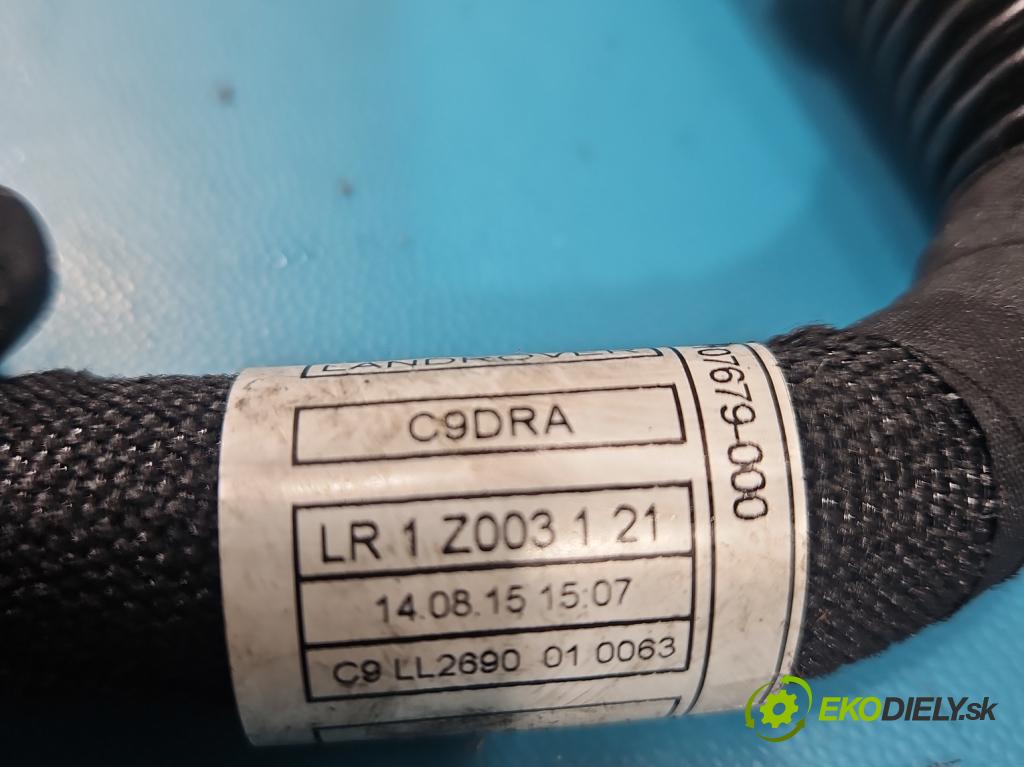 LANDROVER
C9DRA
LR 1 Z003 1 21
14.08.15 15:07
C9 LL2690 01 0063
07679-000
EKODIELY.sk